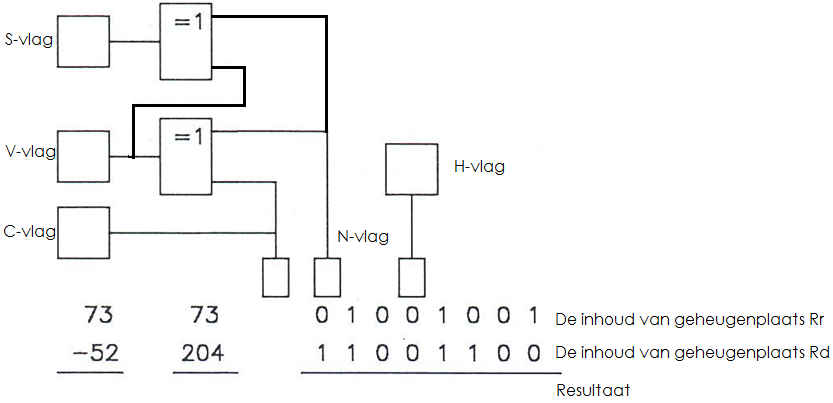 =1
S-vlag
=1
V-vlag
H-vlag
C-vlag
N-vlag
73 73 0 1 0 0 1 0 0 1 De inhoud van geheugenplaats Rr
-52 204 1 1 0 0 1 1 0 0 De inhoud van geheugenplaats Rd
Resultaat